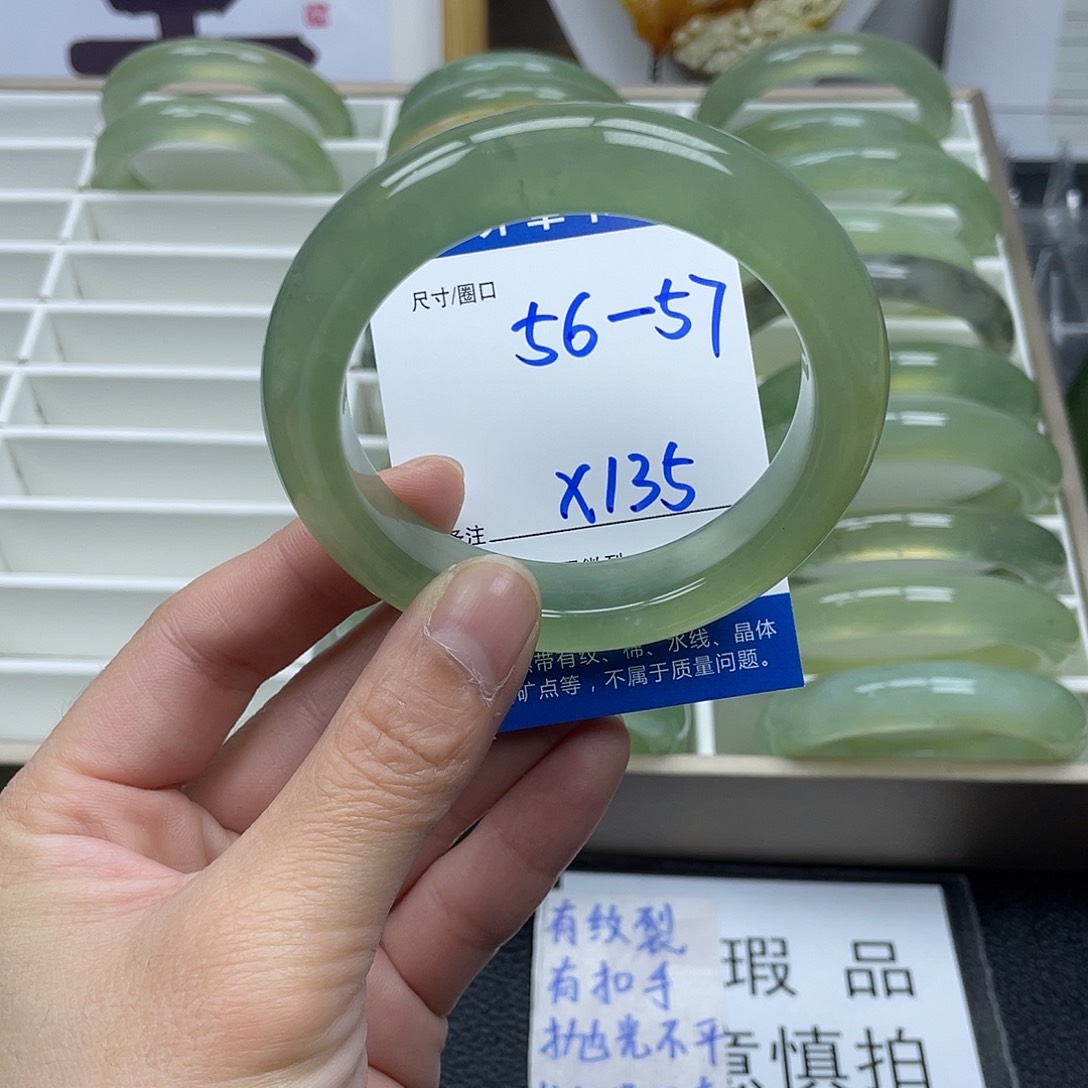 尺寸/圈口
56-57
X135
备注
带有纹、棉、水线、晶体
矿点等，不属于质量问题。
有纹裂
有扣手
抛光不平
瑕 品
意慎拍